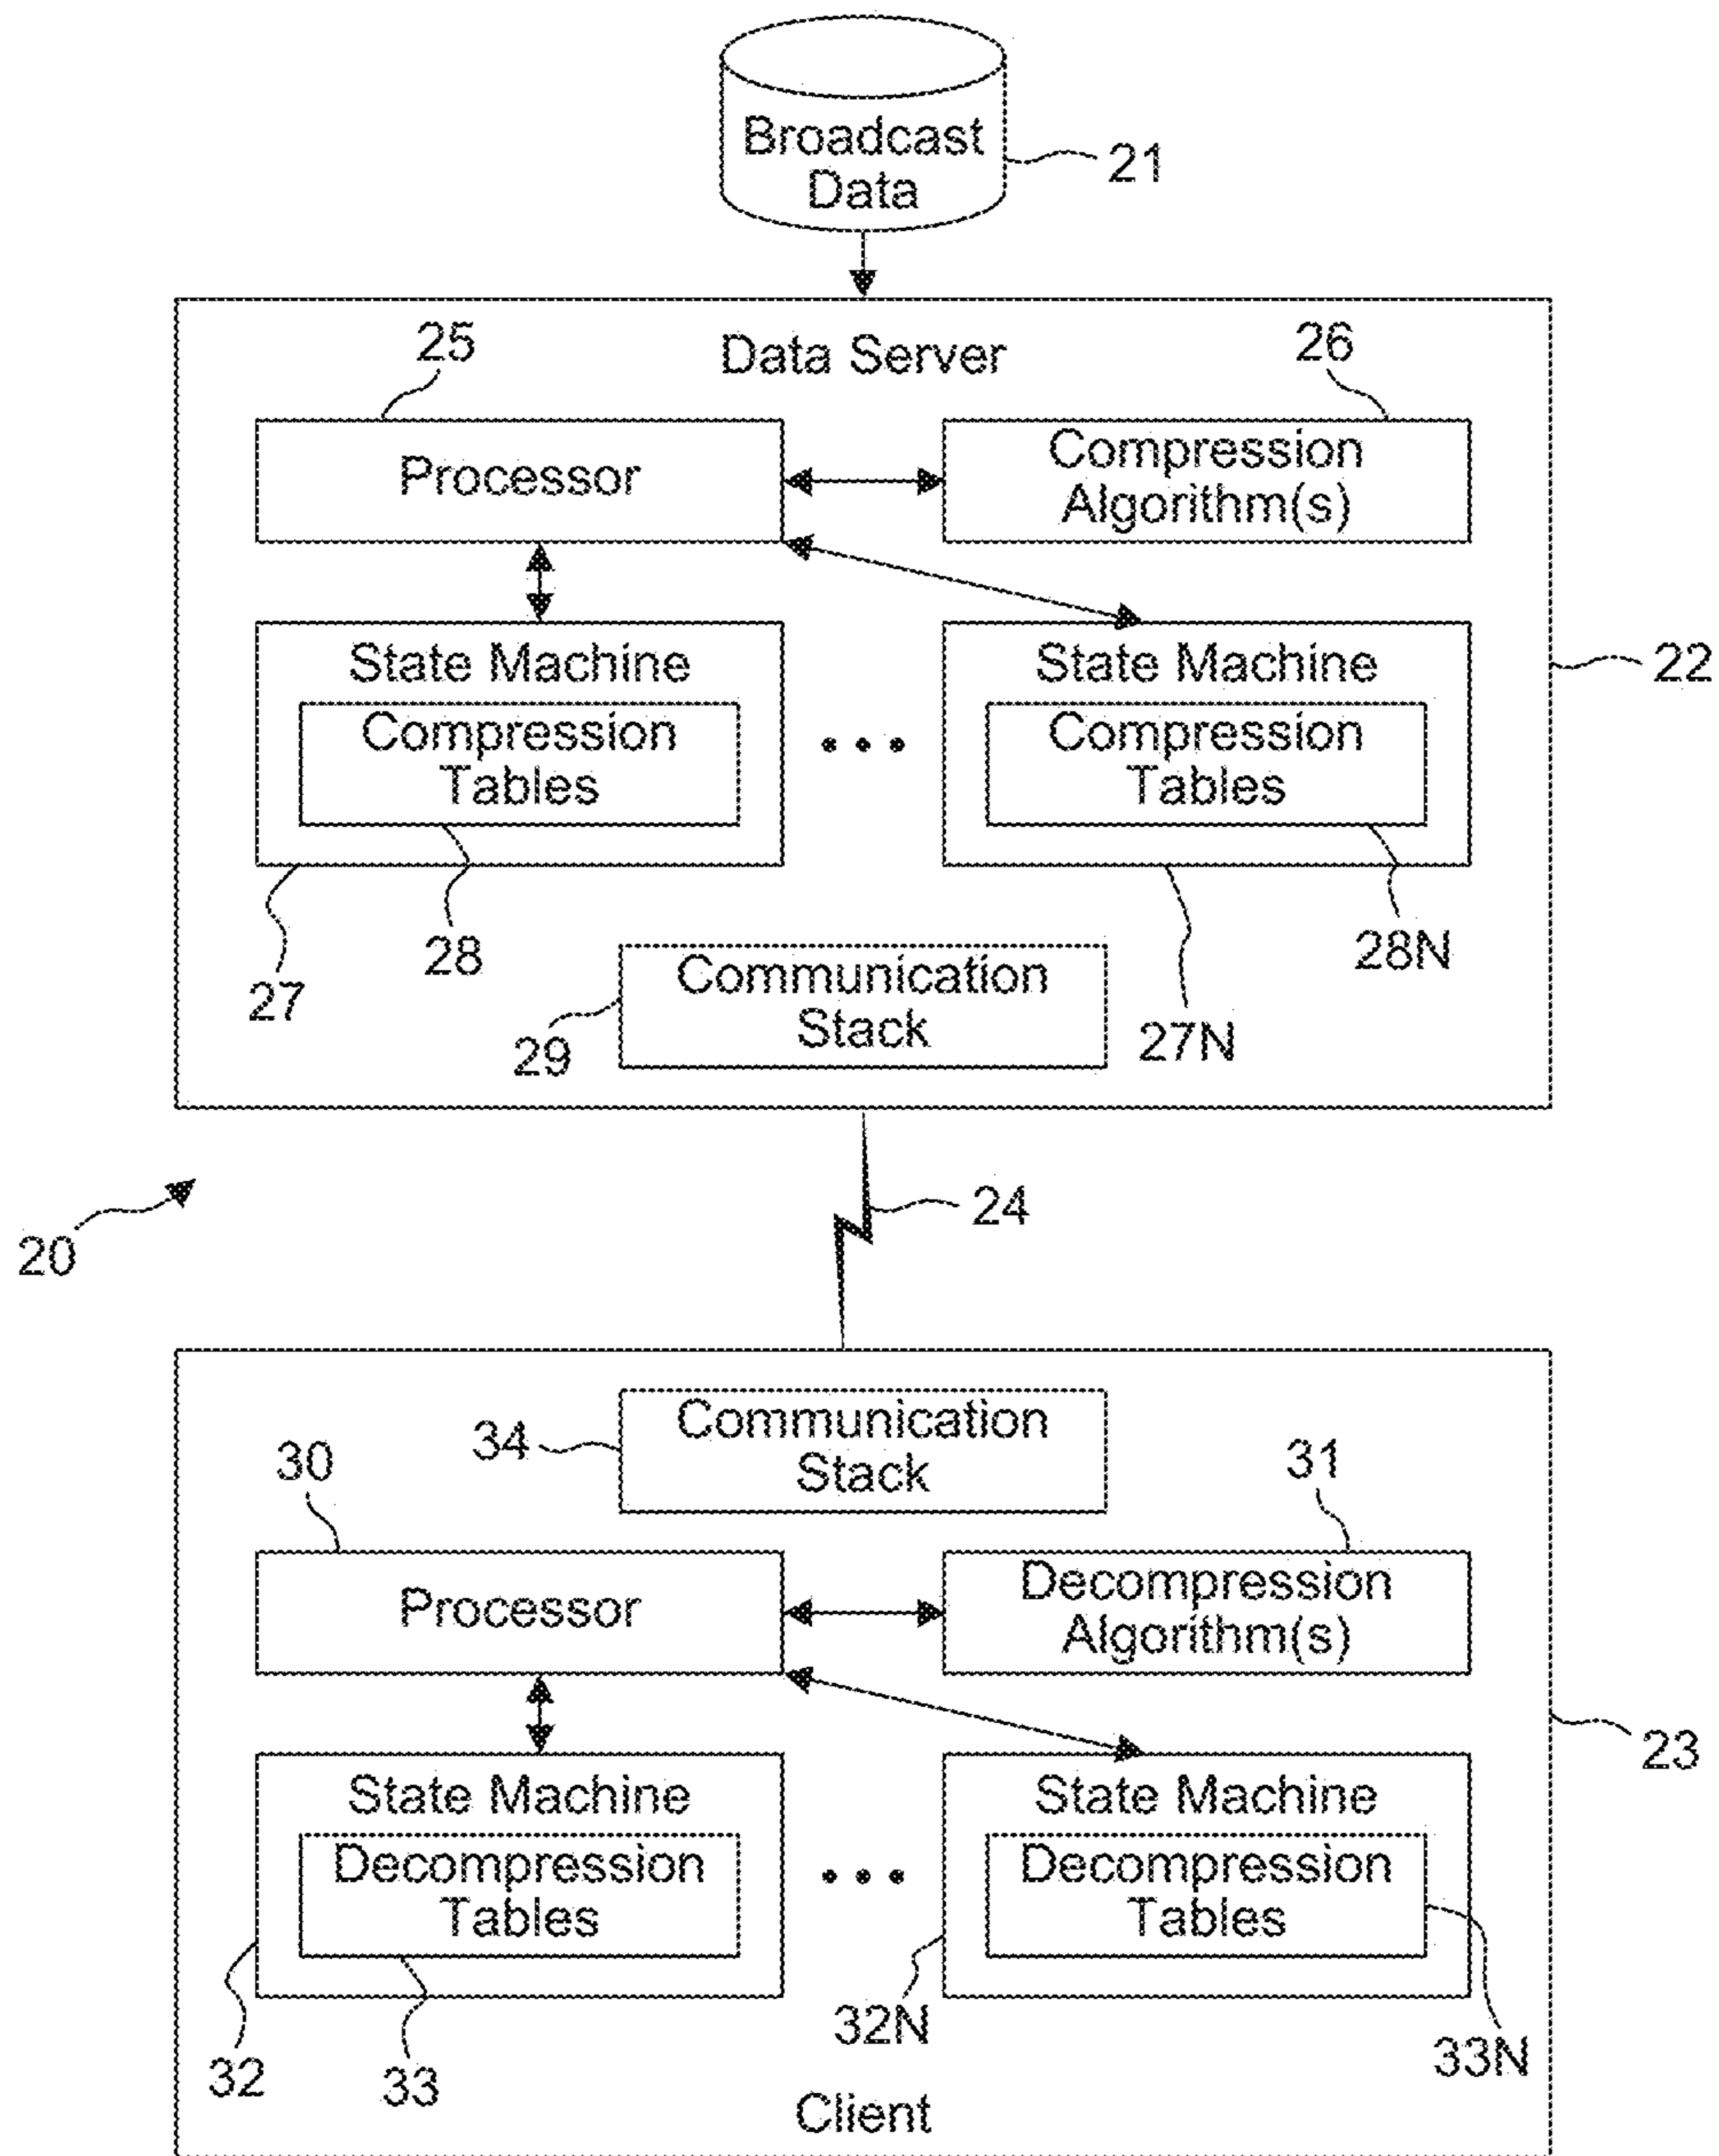 Broadcast
Data
21
25
Data Server
26
Processor
Compression
Algorithm(s)
State Machine
State Machine
22
Compression
Tables
• • •
Compression
Tables
28
28N
27
Communication
Stack
29
27N
24
20
Communication
Stack
34
30
31
Processor
Decompression
Algorithm(s)
23
State Machine
State Machine
Decompression
Tables
• • •
Decompression
Tables
32N
33N
32
33
Client